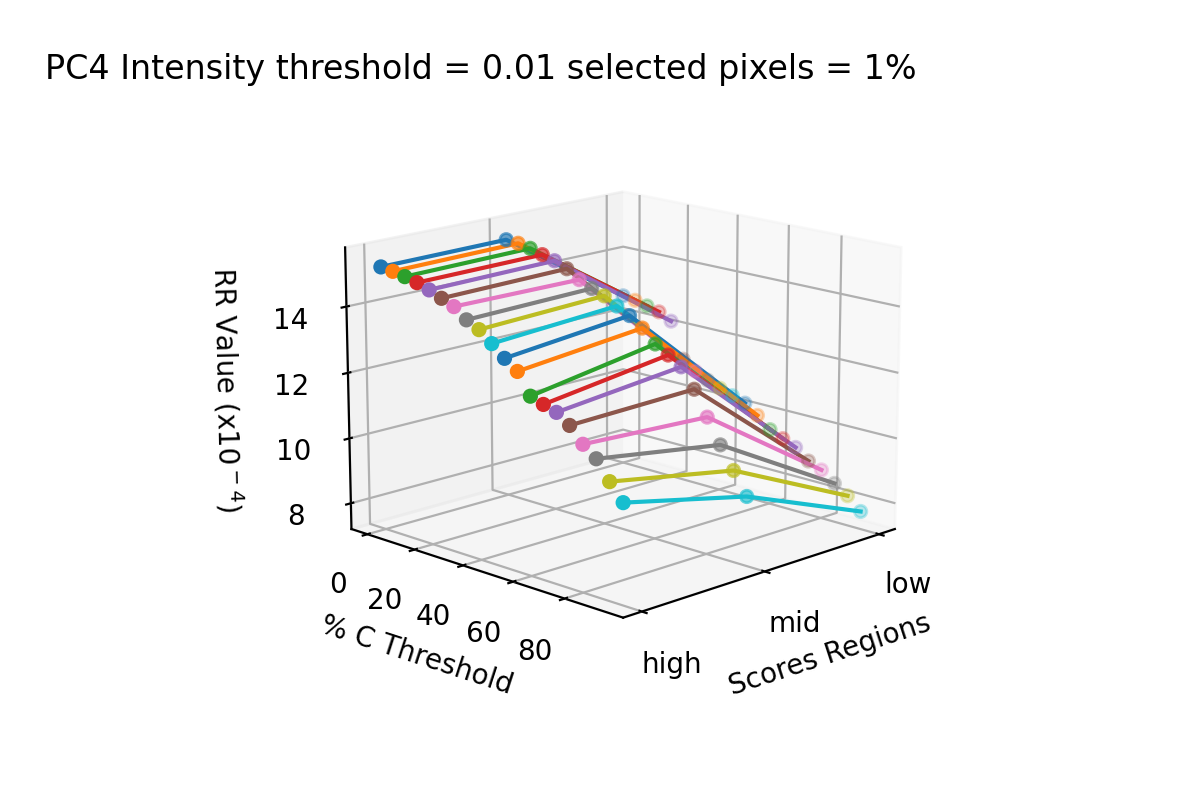 PC4 Intensity threshold = 0.01 selected pixels = 1%
RR Value (x10⁻⁴)
14
12
10
8
0
20
40
60
80
% C Threshold
high
mid
low
Scores Regions